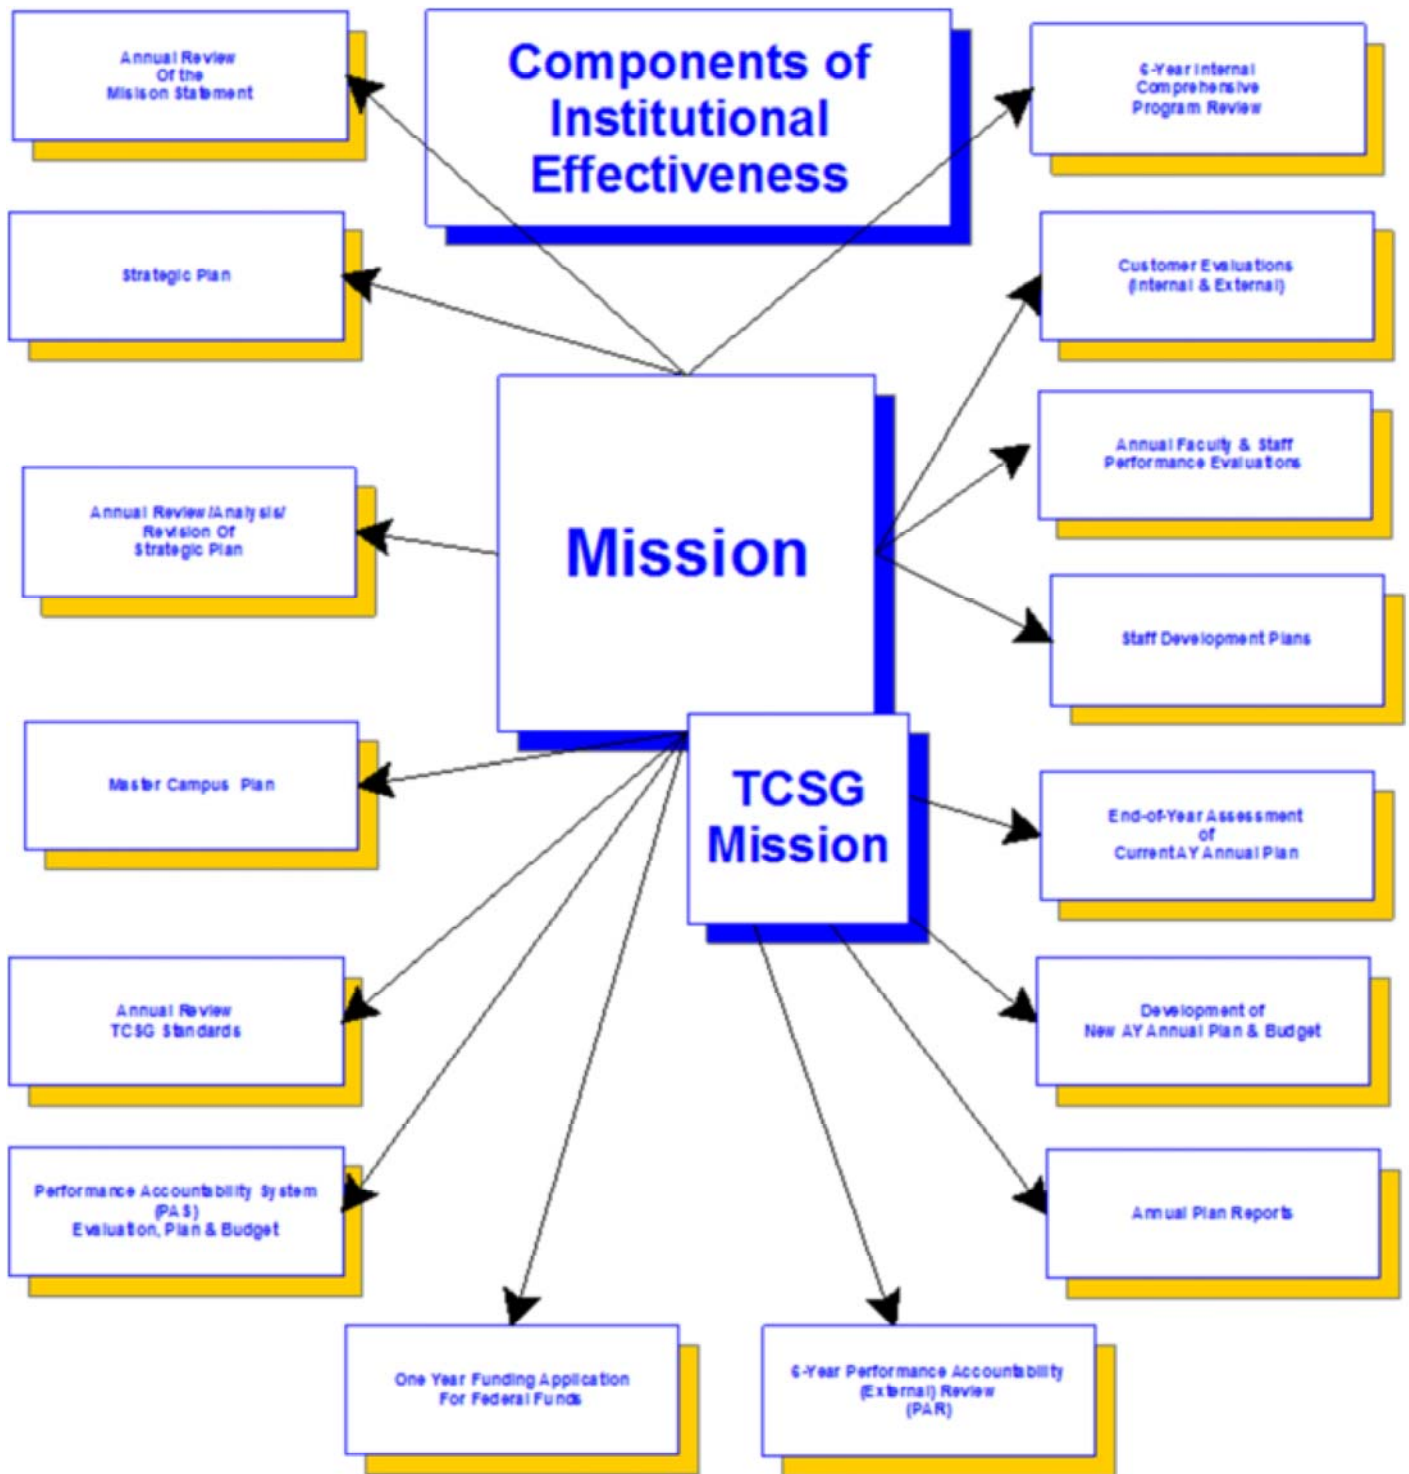 Components of
Institutional
Effectiveness
Annual Review
Of the
Misison Statement
6-Year Internal
Comprehensive
Program Review
Strategic Plan
Customer Evaluations
(Internal & External)
Annual Faculty & Staff
Performance Evaluations
Annual Review/Analysis/
Revision Of
Strategic Plan
Mission
Staff Development Plans
Master Campus Plan
TCSG
Mission
End-of-Year Assessment
of
Current AY Annual Plan
Annual Review
TCSG Standards
Development of
New AY Annual Plan & Budget
Performance Accountability System
(PAS)
Evaluation, Plan & Budget
Annual Plan Reports
One Year Funding Application
For Federal Funds
6-Year Performance Accountability
(External) Review
(PAR)